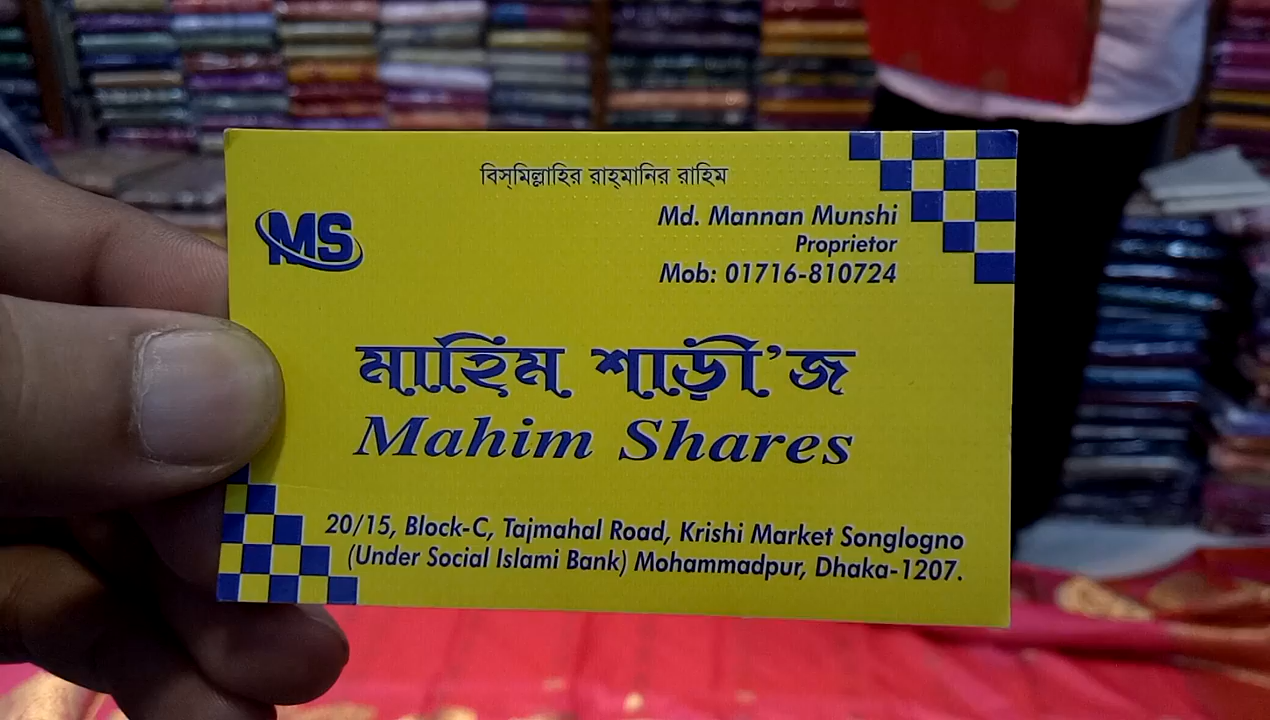 বিস্‌মিল্লাহির রাহ্‌মানির রাহিম
MS
Md. Mannan Munshi
Proprietor
Mob: 01716-810724
মাহিম শাড়ী'জ
Mahim Shares
20/15, Block-C, Tajmahal Road, Krishi Market Songlogno
(Under Social Islami Bank) Mohammadpur, Dhaka-1207.